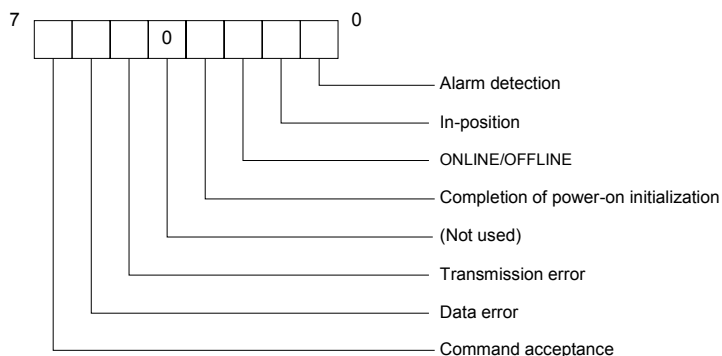 7 0
0
Alarm detection
In-position
ONLINE/OFFLINE
Completion of power-on initialization
(Not used)
Transmission error
Data error
Command acceptance